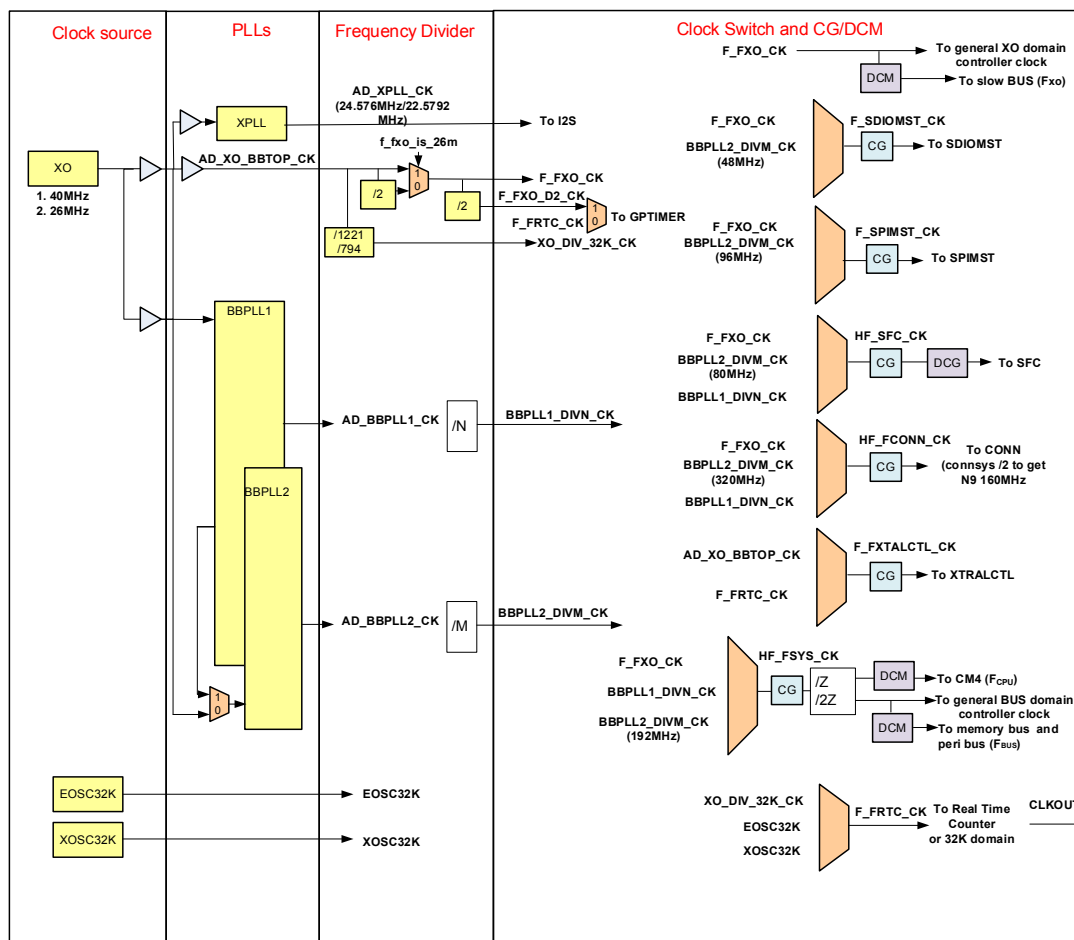 Clock source
PLLs
Frequency Divider
Clock Switch and CG/DCM
XO
1. 40MHz
2. 26MHz
XPLL
AD_XPLL_CK
(24.576MHz/22.5792
MHz)
To I2S
AD_XO_BBTOP_CK
f_fxo_is_26m
1
0
/2
F_FXO_CK
/2
F_FXO_D2_CK
F_FRTC_CK
1
0
To GPTIMER
/1221
/794
XO_DIV_32K_CK
BBPLL1
AD_BBPLL1_CK
/N
BBPLL1_DIVN_CK
BBPLL2
AD_BBPLL2_CK
/M
BBPLL2_DIVM_CK
1
0
EOSC32K
EOSC32K
XOSC32K
XOSC32K
F_FXO_CK
To general XO domain
controller clock
DCM
To slow BUS (Fxo)
F_FXO_CK
BBPLL2_DIVM_CK
(48MHz)
F_SDIOMST_CK
CG
To SDIOMST
F_FXO_CK
BBPLL2_DIVM_CK
(96MHz)
F_SPIMST_CK
CG
To SPIMST
F_FXO_CK
BBPLL2_DIVM_CK
(80MHz)
BBPLL1_DIVN_CK
HF_SFC_CK
CG
DCG
To SFC
F_FXO_CK
BBPLL2_DIVM_CK
(320MHz)
BBPLL1_DIVN_CK
HF_FCONN_CK
CG
To CONN
(connsys /2 to get
N9 160MHz
AD_XO_BBTOP_CK
F_FRTC_CK
F_FXTALCTL_CK
CG
To XTRALCTL
F_FXO_CK
BBPLL1_DIVN_CK
BBPLL2_DIVM_CK
(192MHz)
HF_FSYS_CK
CG
/Z
/2Z
DCM
To CM4 (FCPU)
To general BUS domain
controller clock
DCM
To memory bus and
peri bus (FBUS)
XO_DIV_32K_CK
EOSC32K
XOSC32K
F_FRTC_CK
To Real Time
Counter
or 32K domain
CLKOUT